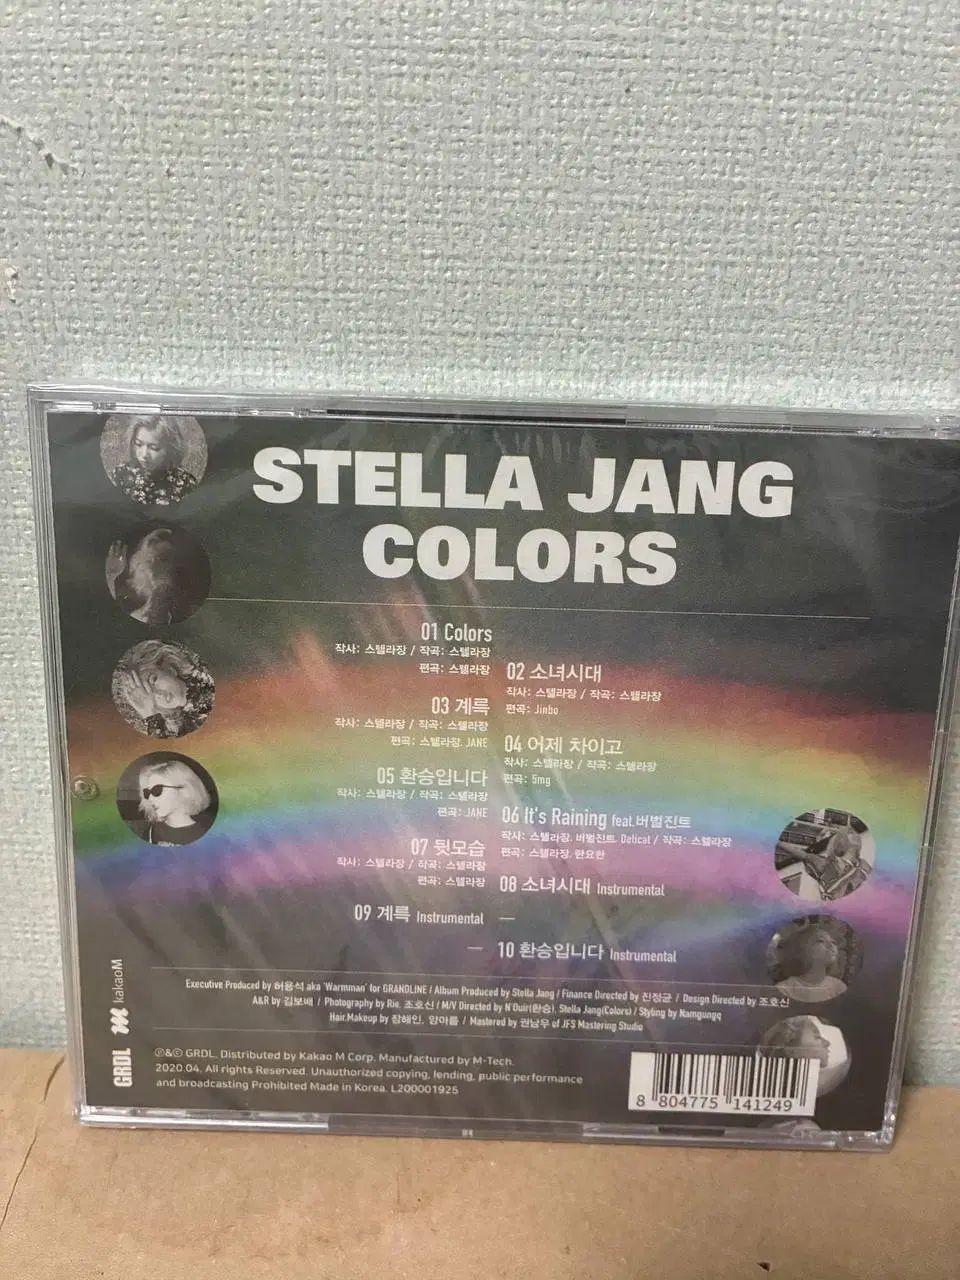 STELLA JANG
COLORS
01 Colors
작사: 스텔라장 / 작곡: 스텔라장
편곡: 스텔라장
02 소녀시대
작사: 스텔라장 / 작곡: 스텔라장
편곡: Jinbo
03 계륵
작사: 스텔라장 / 작곡: 스텔라장
편곡: 스텔라장, JANE
04 어제 차이고
작사: 스텔라장 / 작곡: 스텔라장
편곡: 5mg
05 환승입니다
작사: 스텔라장 / 작곡: 스텔라장
편곡: JANE
06 It's Raining feat.버벌진트
작사: 스텔라장, 버벌진트, Delical / 작곡: 스텔라장
편곡: 스텔라장, 한요한
07 뒷모습
작사: 스텔라장 / 작곡: 스텔라장
편곡: 스텔라장
08 소녀시대 Instrumental
09 계륵 Instrumental —
— 10 환승입니다 Instrumental
Executive Produced by 허용석 aka 'Warmman' for GRANDLINE / Album Produced by Stella Jang / Finance Directed by 진정균 / Design Directed by 조호신
A&R by 김보배 / Photography by Rie, 조호신 / M/V Directed by N'Ouir(환승), Stella Jang(Colors) / Styling by Namgungq
Hair.Makeup by 장해인, 양아름 / Mastered by 권남우 of JFS Mastering Studio
GRDL kakaoM
℗&© GRDL. Distributed by Kakao M Corp. Manufactured by M-Tech.
2020.04. All rights Reserved. Unauthorized copying, lending, public performance
and broadcasting Prohibited Made in Korea. L200001925
8 804775 141249